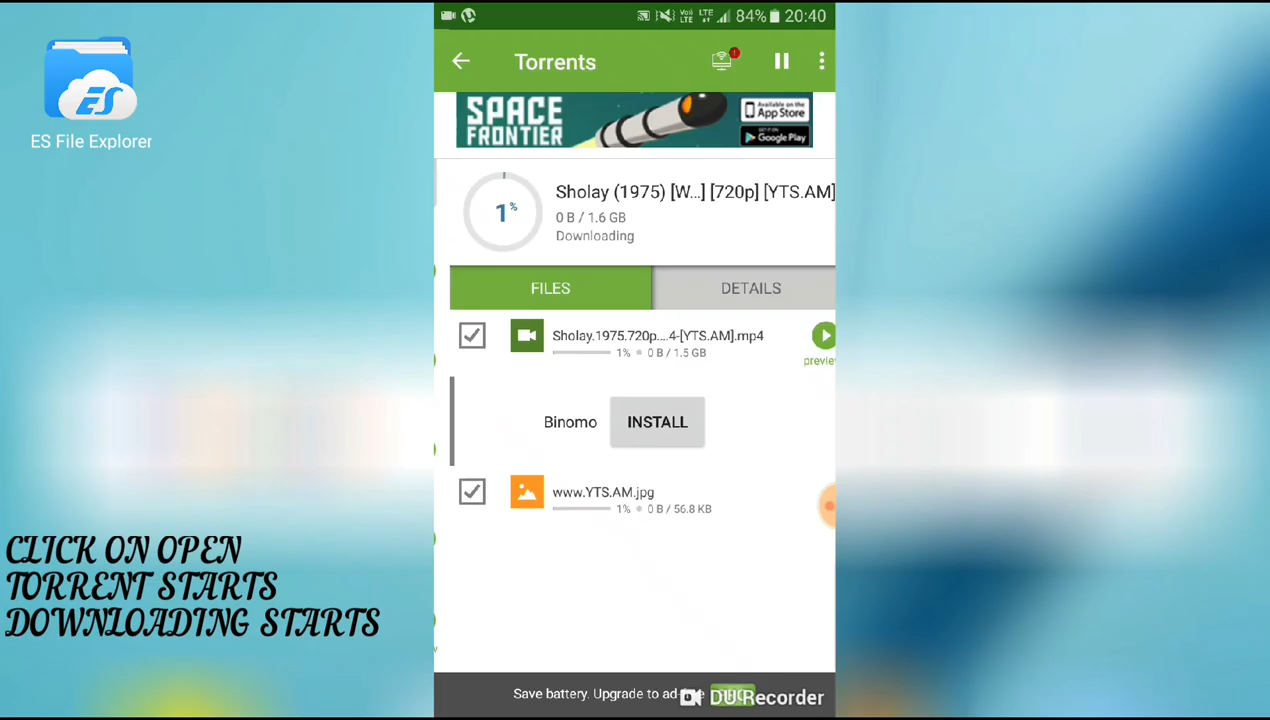 84% 20:40
Torrents
SPACE
FRONTIER
Available on the
App Store
GET IT ON
Google Play
ES
ES File Explorer
1%
Sholay (1975) [W...] [720p] [YTS.AM]
0 B / 1.6 GB
Downloading
FILES
DETAILS
Sholay.1975.720p....4-[YTS.AM].mp4
1% 0 B / 1.5 GB
Binomo
INSTALL
www.YTS.AM.jpg
1% 0 B / 56.8 KB
CLICK ON OPEN
TORRENT STARTS
DOWNLOADING STARTS
Save battery. Upgrade to
DU Recorder